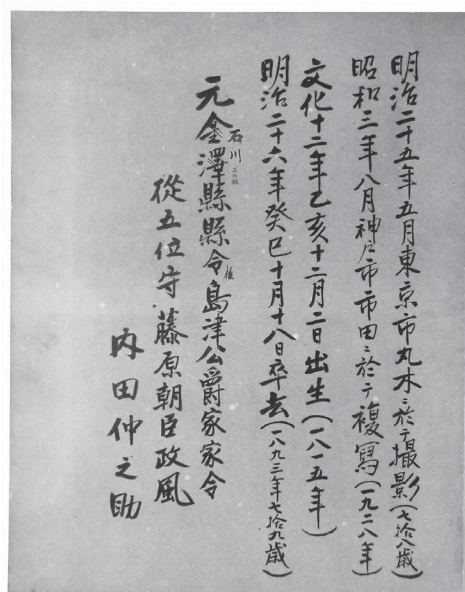 明治二十五年五月東京市丸木ニ於テ撮影(七拾八歳)
昭和三年八月神戸市市田ニ於テ複寫(一九二八年)
文化十二年乙亥十二月二日出生(一八一五年)
明治二十六年癸巳十月十八日卒去(一八九三年七拾九歳)
石川
元金澤縣縣令後島津公爵家家令
從五位守藤原朝臣政風
内田仲之助